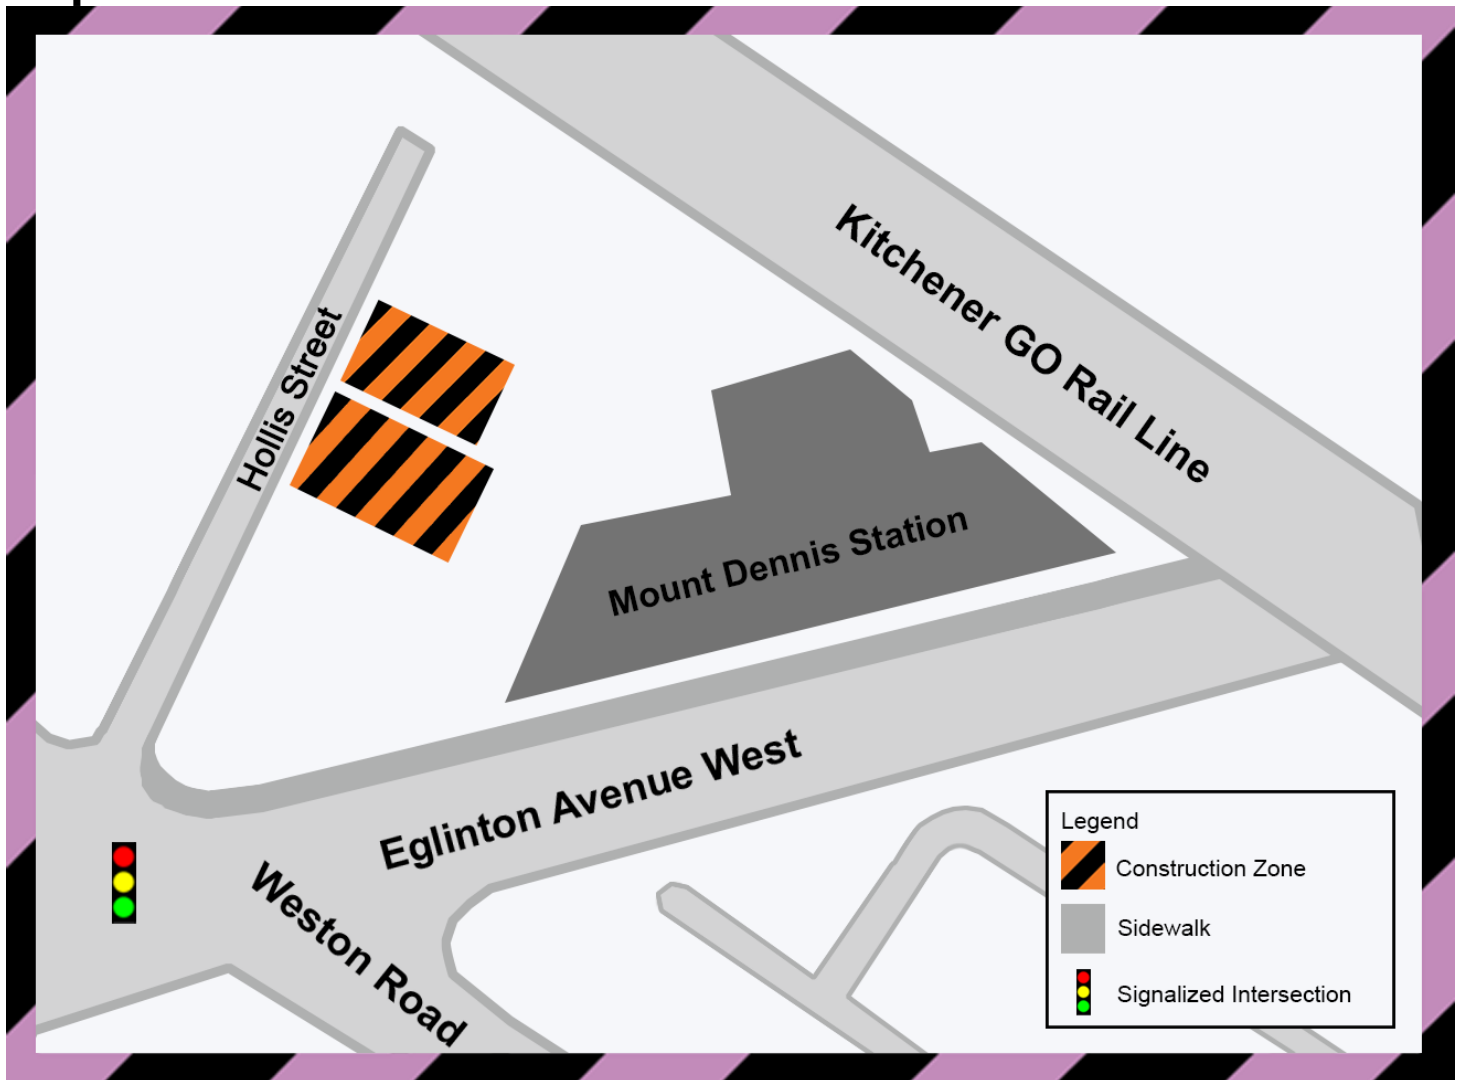 Kitchener GO Rail Line
Hollis Street
Mount Dennis Station
Eglinton Avenue West
Weston Road
Legend
Construction Zone
Sidewalk
Signalized Intersection